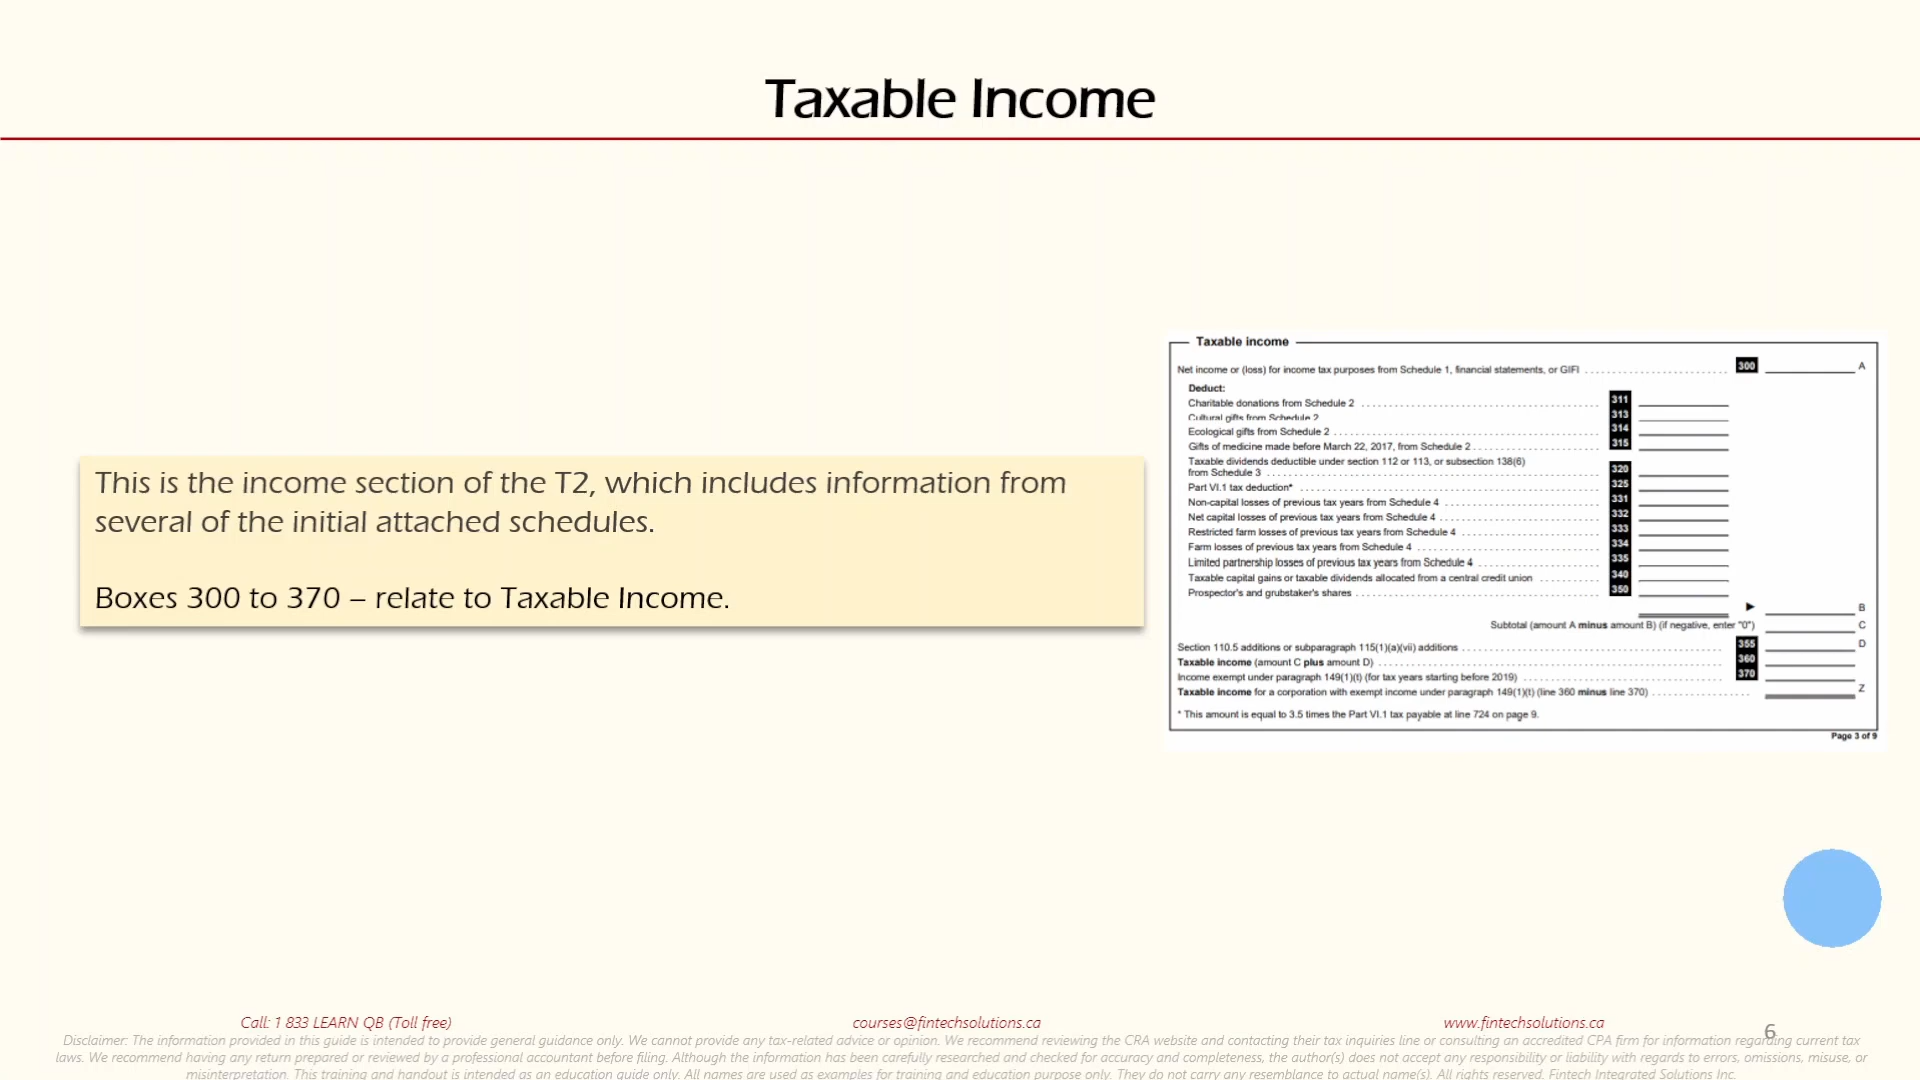 Taxable Income
This is the income section of the T2, which includes information from
several of the initial attached schedules.
Boxes 300 to 370 – relate to Taxable Income.
Taxable income
Net income or (loss) for income tax purposes from Schedule 1, financial statements, or GIFI 300 A
Deduct:
Charitable donations from Schedule 2 311
Cultural gifts from Schedule 2 313
Ecological gifts from Schedule 2 314
Gifts of medicine made before March 22, 2017, from Schedule 2 315
Taxable dividends deductible under section 112 or 113, or subsection 138(6)
from Schedule 3 320
Part VI.1 tax deduction* 325
Non-capital losses of previous tax years from Schedule 4 331
Net capital losses of previous tax years from Schedule 4 332
Restricted farm losses of previous tax years from Schedule 4 333
Farm losses of previous tax years from Schedule 4 334
Limited partnership losses of previous tax years from Schedule 4 335
Taxable capital gains or taxable dividends allocated from a central credit union 340
Prospector's and grubstaker's shares 350
B
Subtotal (amount A minus amount B) (if negative, enter "0") C
Section 110.5 additions or subparagraph 115(1)(a)(vii) additions 355 D
Taxable income (amount C plus amount D) 360
Income exempt under paragraph 149(1)(t) (for tax years starting before 2019) 370
Taxable income for a corporation with exempt income under paragraph 149(1)(t) (line 360 minus line 370) Z
* This amount is equal to 3.5 times the Part VI.1 tax payable at line 724 on page 9.
Page 3 of 9
Call: 1 833 LEARN QB (Toll free) courses@fintechsolutions.ca www.fintechsolutions.ca
6
Disclaimer: The information provided in this guide is intended to provide general guidance only. We cannot provide any tax-related advice or opinion. We recommend reviewing the CRA website and contacting their tax inquiries line or consulting an accredited CPA firm for information regarding current tax
laws. We recommend having any return prepared or reviewed by a professional accountant before filing. Although the information has been carefully researched and checked for accuracy and completeness, the author(s) does not accept any responsibility or liability with regards to errors, omissions, misuse, or
misinterpretation. This training and handout is intended as an education guide only. All names are used as examples for training and education purpose only. They do not carry any resemblance to actual name(s). All rights reserved. Fintech Integrated Solutions Inc.